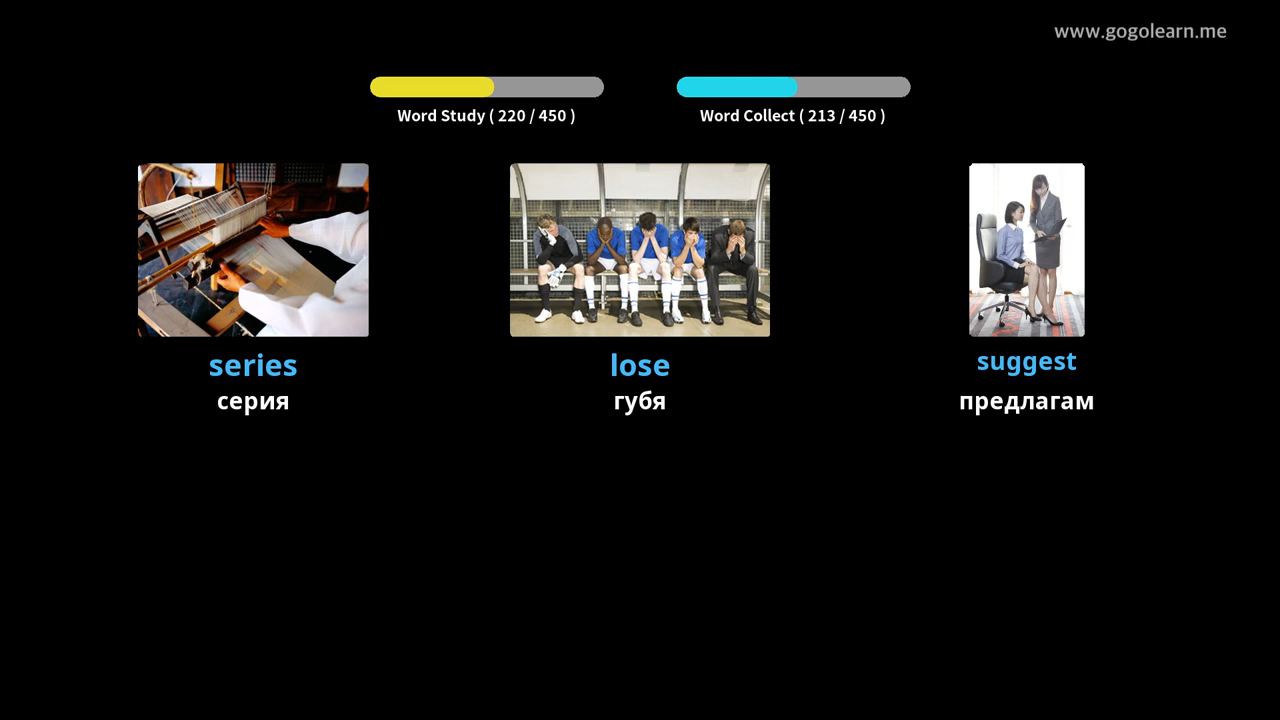 www.gogolearn.me
Word Study ( 220 / 450 )
Word Collect ( 213 / 450 )
series
lose
suggest
серия
губя
предлагам